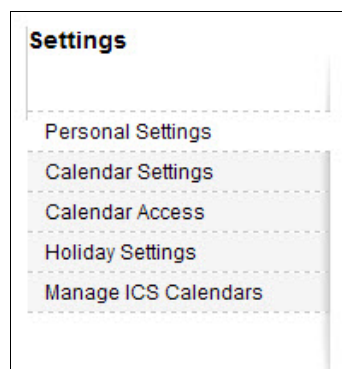 Settings
Personal Settings
Calendar Settings
Calendar Access
Holiday Settings
Manage ICS Calendars